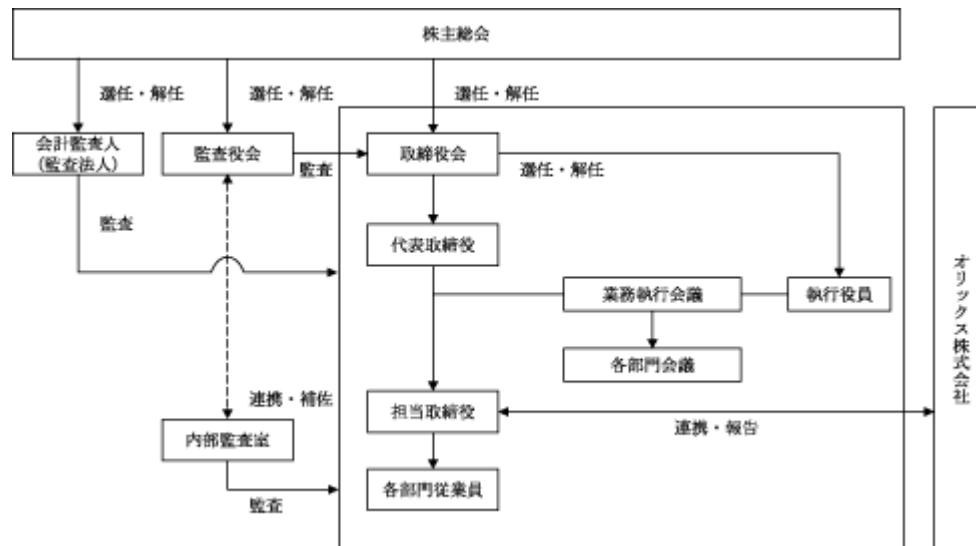 株主総会
選任・解任
選任・解任
選任・解任
会計監査人
(監査法人)
監査役会
監査
取締役会
選任・解任
監査
代表取締役
業務執行会議
執行役員
各部門会議
連携・補佐
担当取締役
連携・報告
内部監査室
各部門従業員
監査
オリックス株式会社